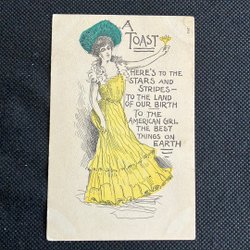 A
TOAST
HERE'S TO THE
STARS AND
STRIPES—
TO THE LAND
OF OUR BIRTH
TO THE
AMERICAN GIRL
THE BEST
THINGS ON
EARTH